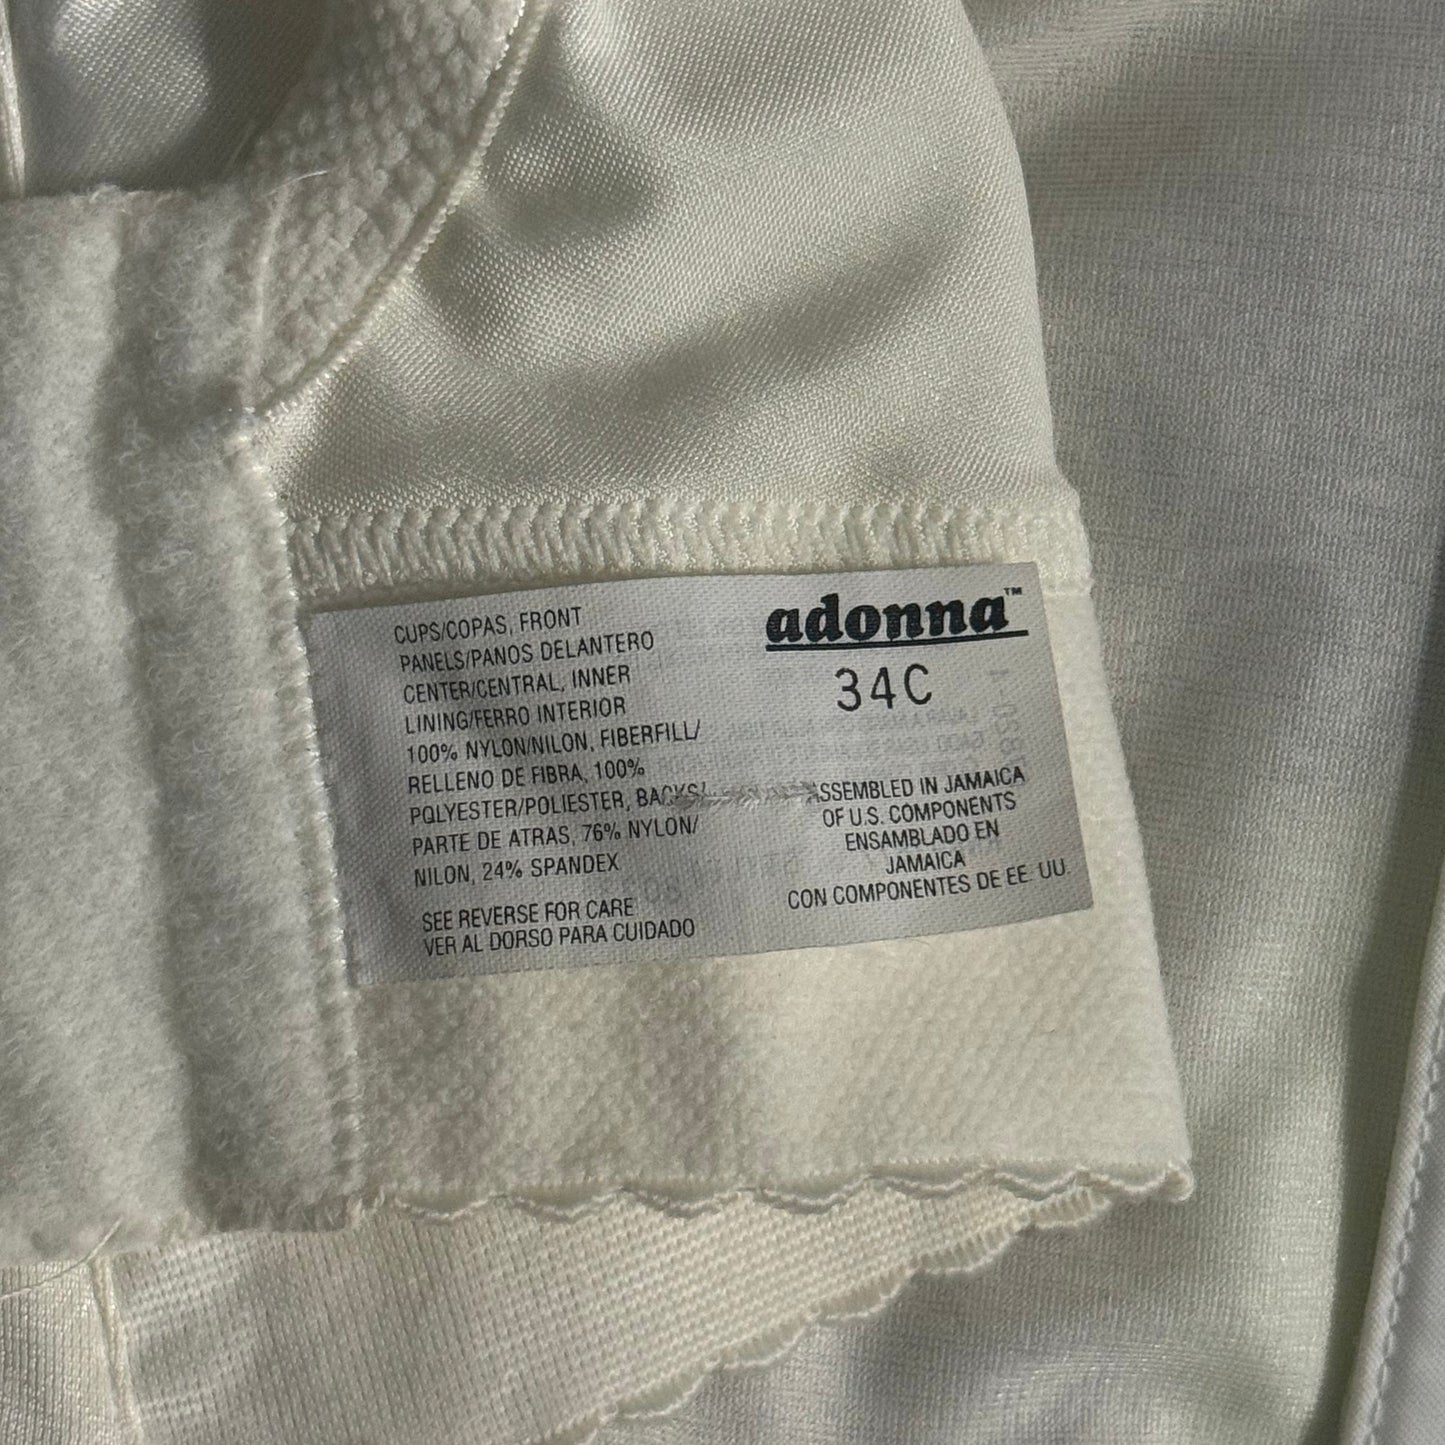 CUPS/COPAS, FRONT
PANELS/PANOS DELANTERO
CENTER/CENTRAL, INNER
LINING/FERRO INTERIOR
100% NYLON/NILON, FIBERFILL/
RELLENO DE FIBRA, 100%
POLYESTER/POLIESTER, BACKS/
PARTE DE ATRAS, 76% NYLON/
NILON, 24% SPANDEX
SEE REVERSE FOR CARE
VER AL DORSO PARA CUIDADO
adonna™
34C
ASSEMBLED IN JAMAICA
OF U.S. COMPONENTS
ENSAMBLADO EN
JAMAICA
CON COMPONENTES DE EE. UU.